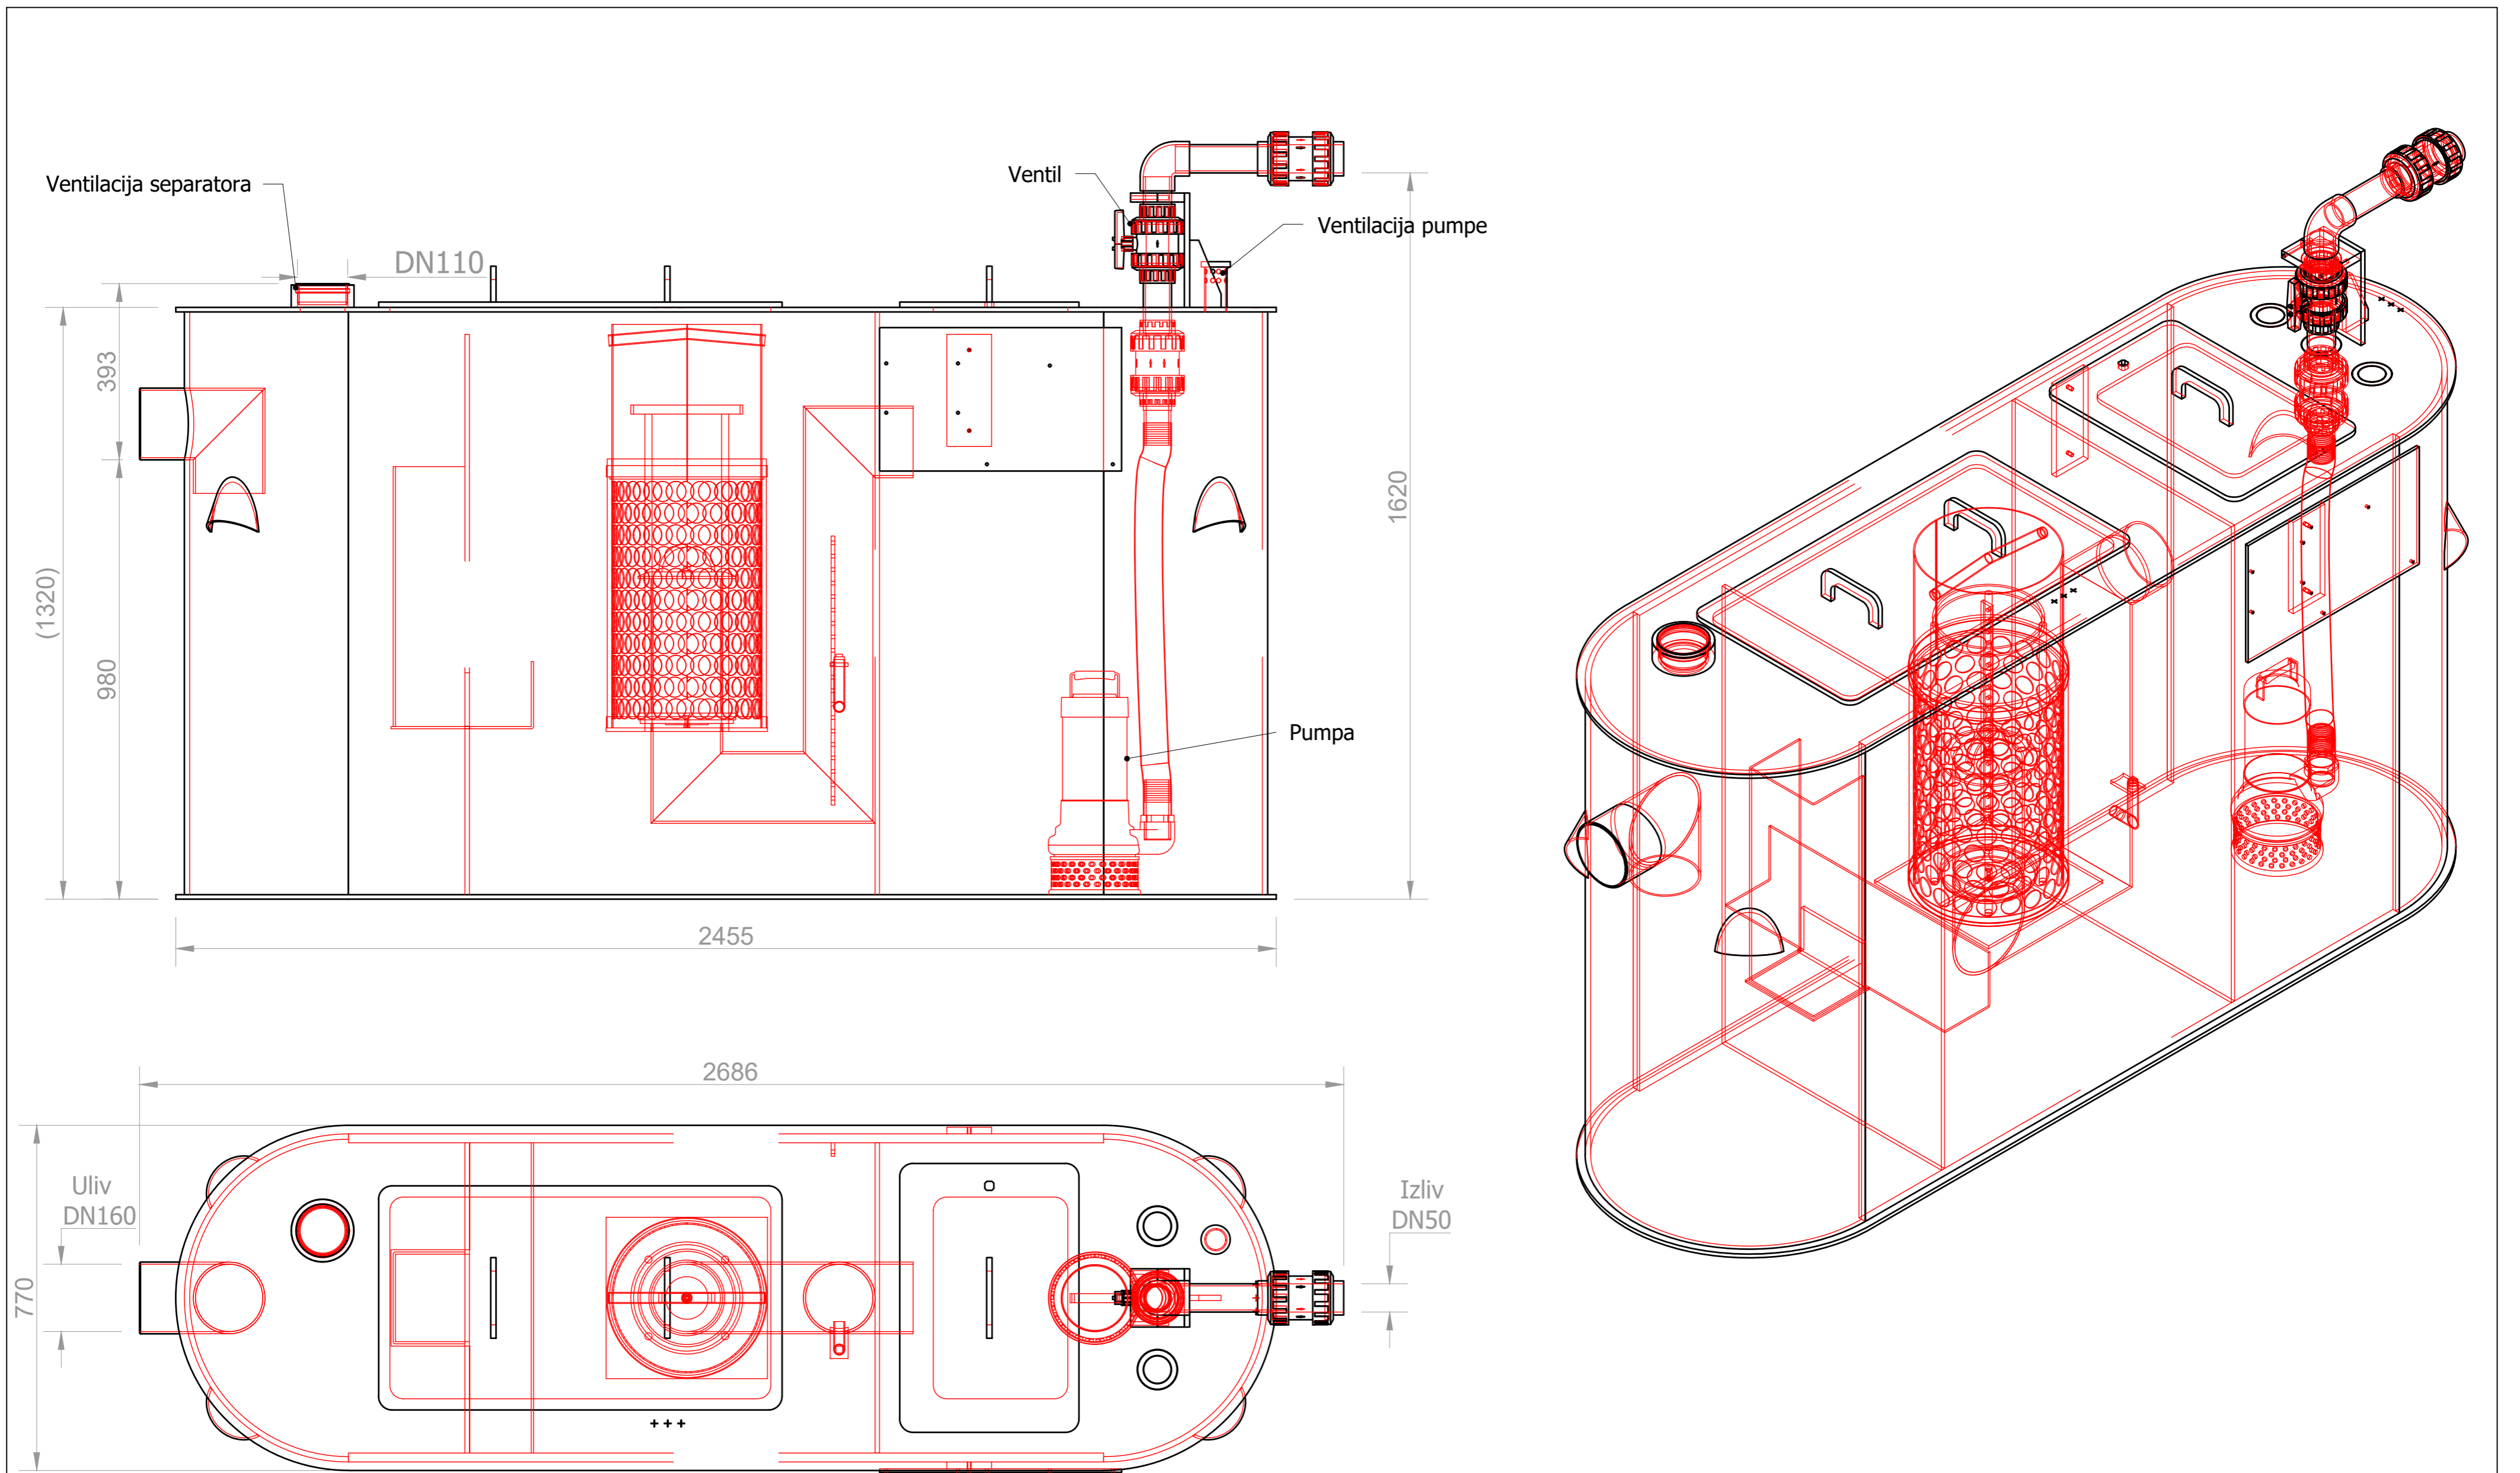 Ventilacija separatora
DN110
Ventil
Ventilacija pumpe
393
(1320)
980
1620
Pumpa
2455
2686
Uliv
DN160
770
Izliv
DN50